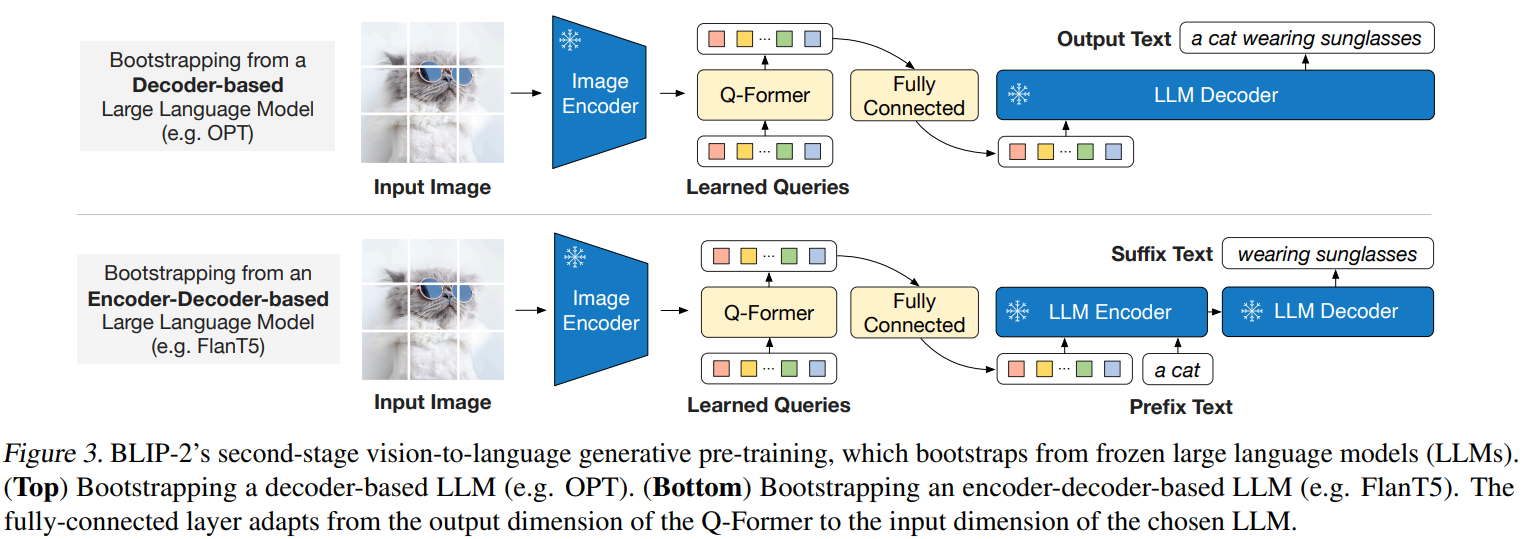 Bootstrapping from a
Decoder-based
Large Language Model
(e.g. OPT)
Input Image
Image
Encoder
...
Q-Former
...
Learned Queries
Fully
Connected
Output Text
a cat wearing sunglasses
LLM Decoder
...
Bootstrapping from an
Encoder-Decoder-based
Large Language Model
(e.g. FlanT5)
Input Image
Image
Encoder
...
Q-Former
...
Learned Queries
Fully
Connected
Suffix Text
wearing sunglasses
LLM Encoder
LLM Decoder
...
a cat
Prefix Text
Figure 3. BLIP-2’s second-stage vision-to-language generative pre-training, which bootstraps from frozen large language models (LLMs).
(Top) Bootstrapping a decoder-based LLM (e.g. OPT). (Bottom) Bootstrapping an encoder-decoder-based LLM (e.g. FlanT5). The
fully-connected layer adapts from the output dimension of the Q-Former to the input dimension of the chosen LLM.